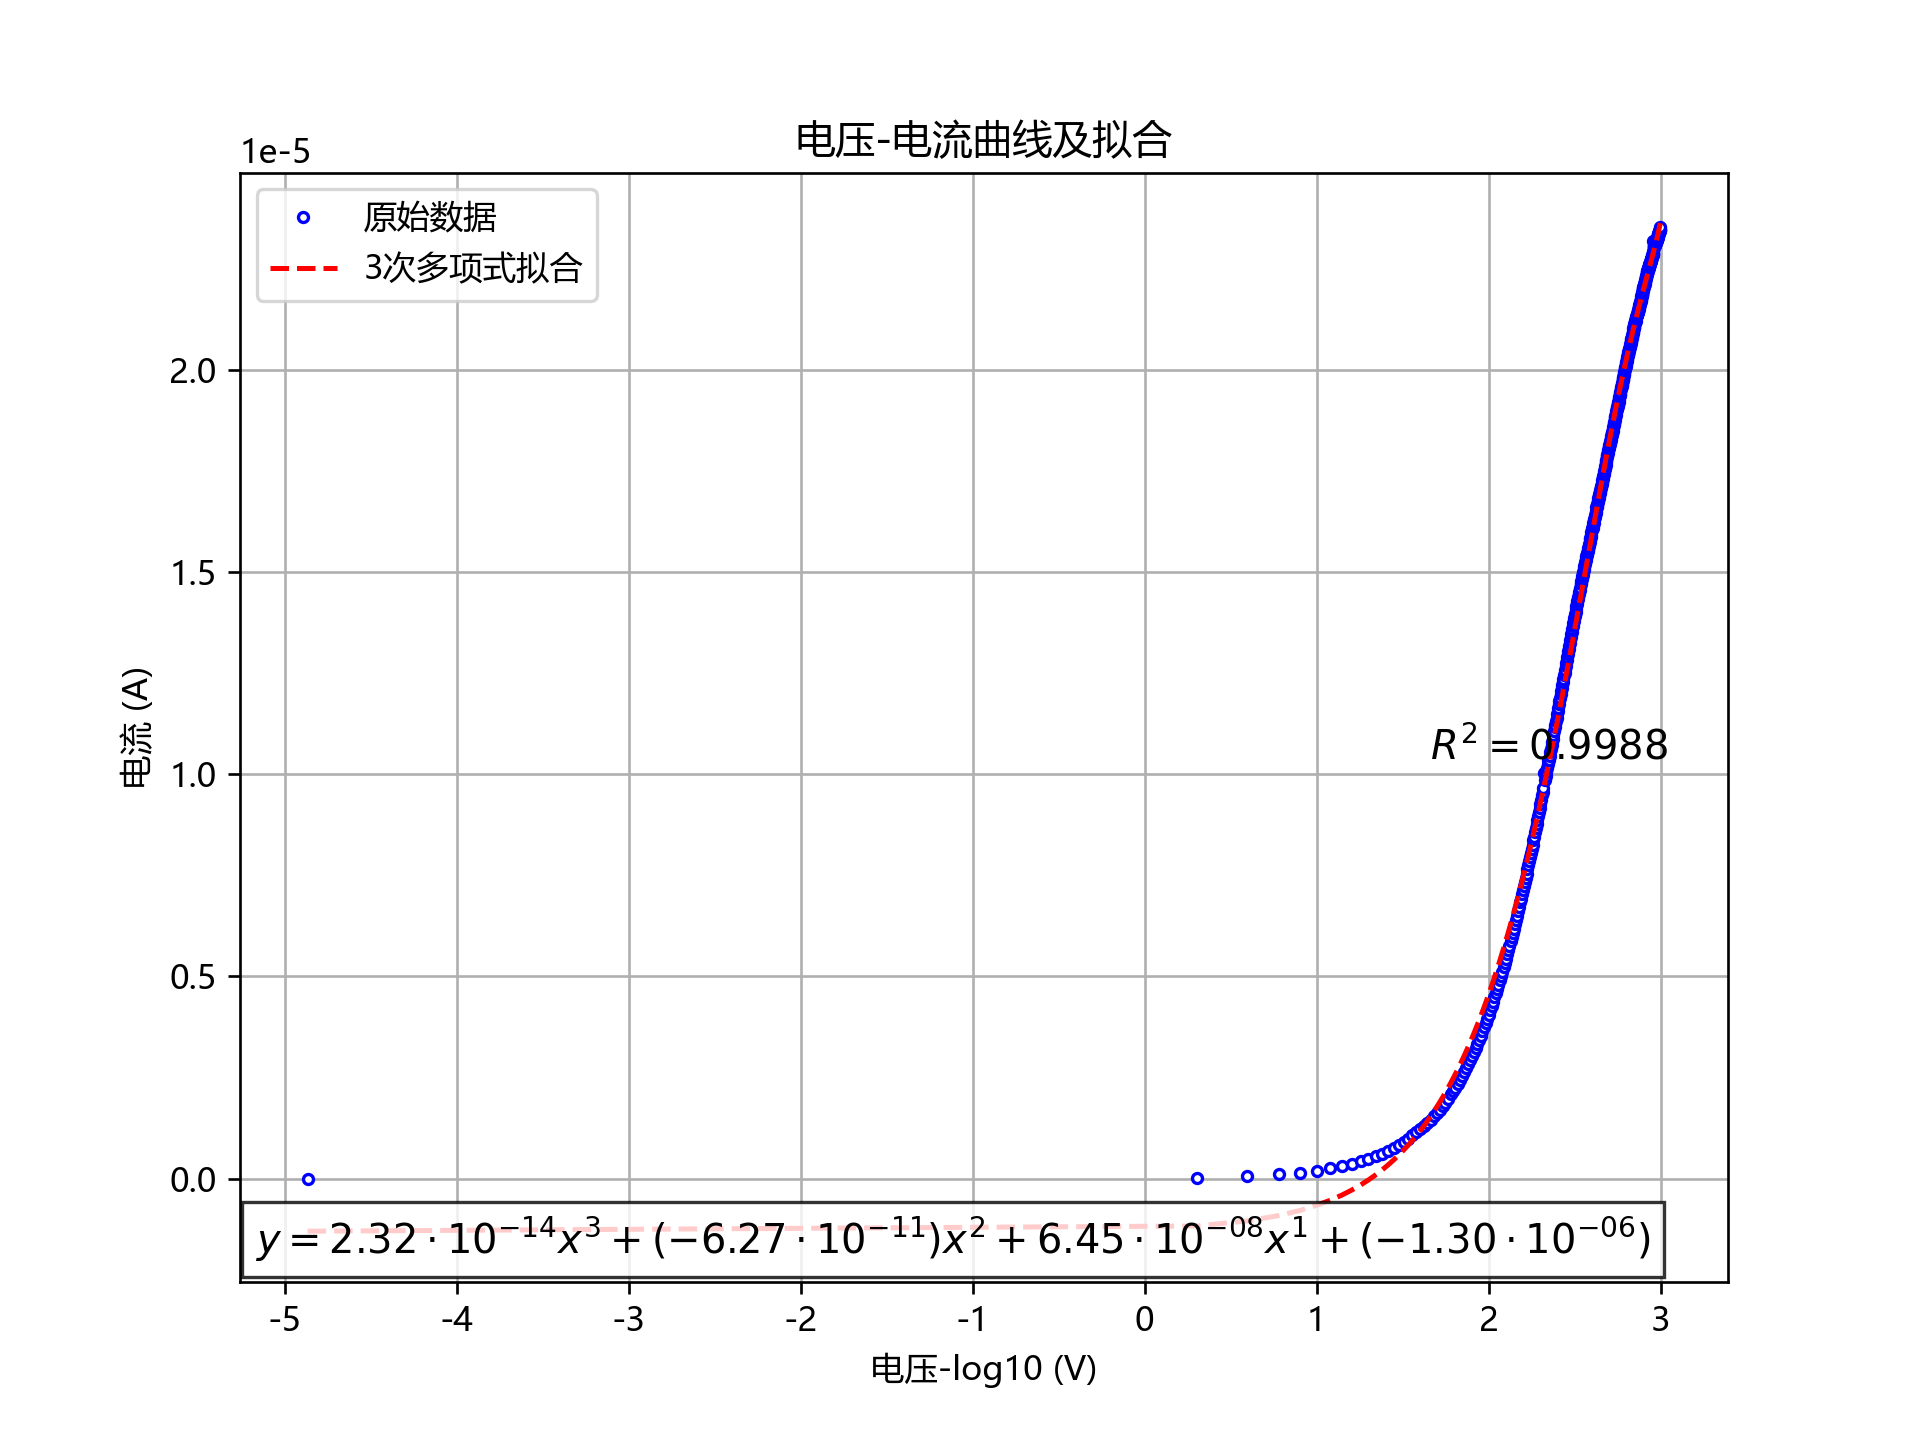 电压-电流曲线及拟合
1e-5
原始数据
3次多项式拟合
2.0
1.5
1.0
0.5
0.0
电流 (A)
R² = 0.9988
y = 2.32 · 10⁻¹⁴x³ + (−6.27 · 10⁻¹¹)x² + 6.45 · 10⁻⁰⁸x¹ + (−1.30 · 10⁻⁰⁶)
-5 -4 -3 -2 -1 0 1 2 3
电压-log10 (V)